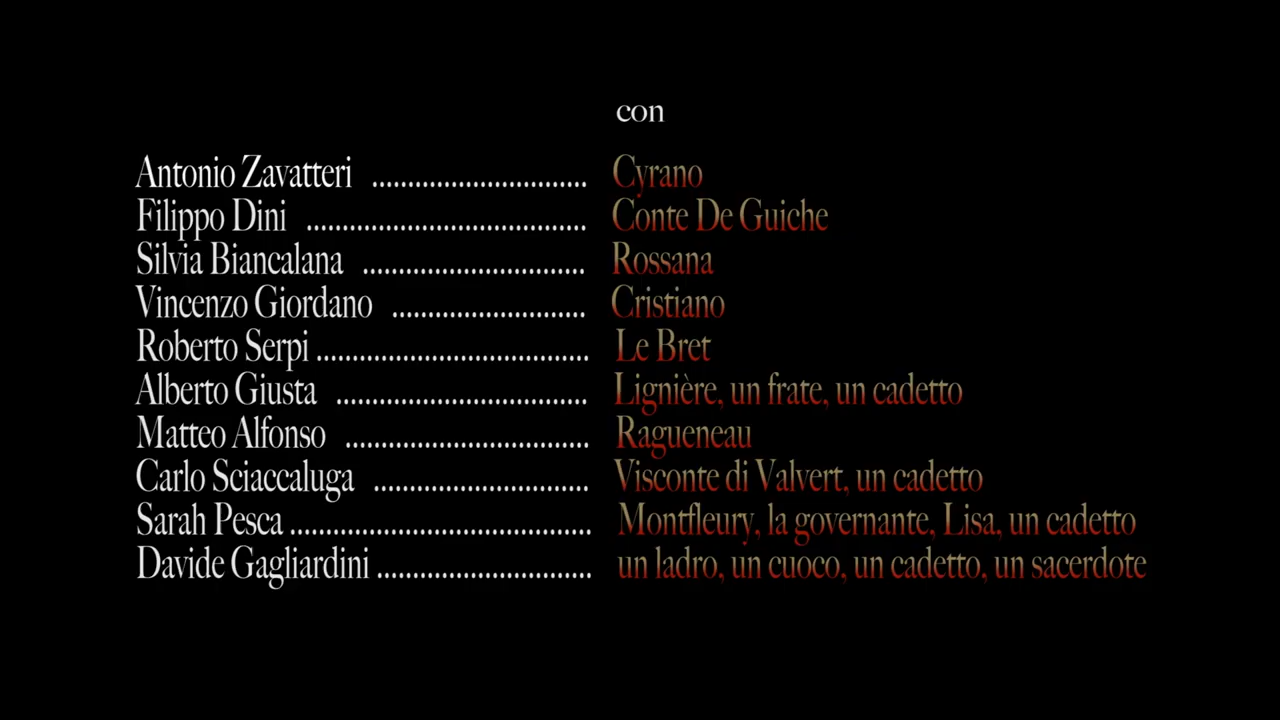 con
Antonio Zavatteri .............................. Cyrano
Filippo Dini ....................................... Conte De Guiche
Silvia Biancalana ............................... Rossana
Vincenzo Giordano ........................... Cristiano
Roberto Serpi ...................................... Le Bret
Alberto Giusta ................................... Lignière, un frate, un cadetto
Matteo Alfonso .................................. Ragueneau
Carlo Sciaccaluga .............................. Visconte di Valvert, un cadetto
Sarah Pesca .......................................... Montfleury, la governante, Lisa, un cadetto
Davide Gagliardini .............................. un ladro, un cuoco, un cadetto, un sacerdote